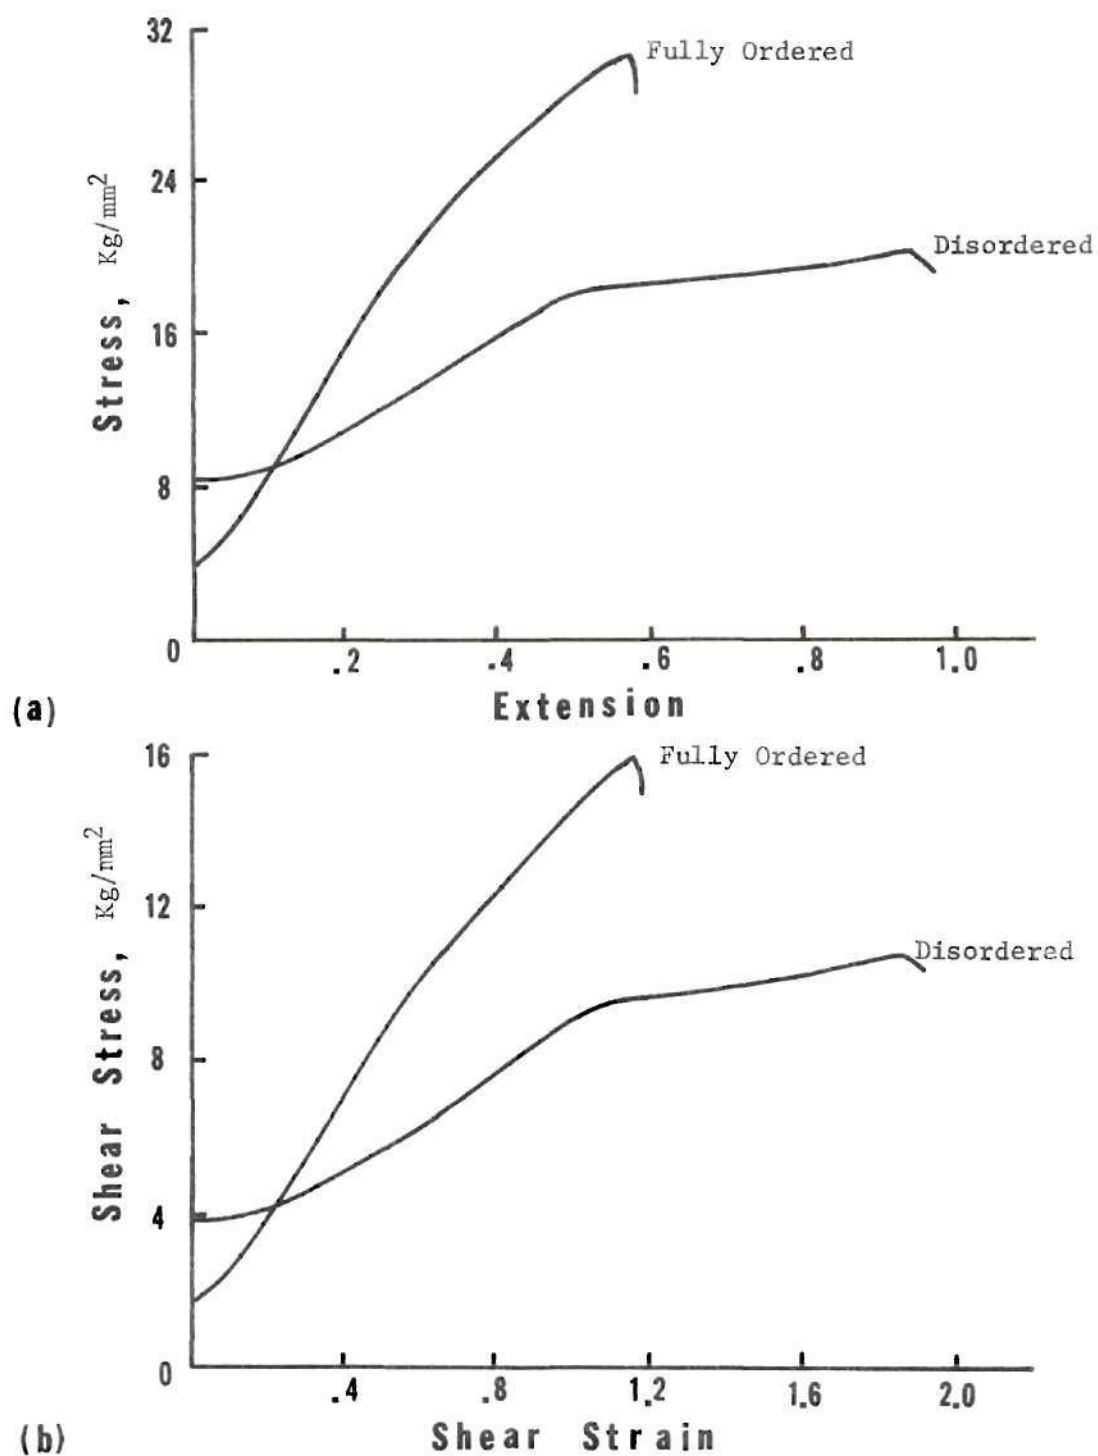 32
Fully Ordered
24
Disordered
16
8
0
.2 .4 .6 .8 1.0
Stress, Kg/mm²
Extension
(a)
16
Fully Ordered
12
Disordered
8
4
0
.4 .8 1.2 1.6 2.0
Shear Stress, Kg/mm²
Shear Strain
(b)